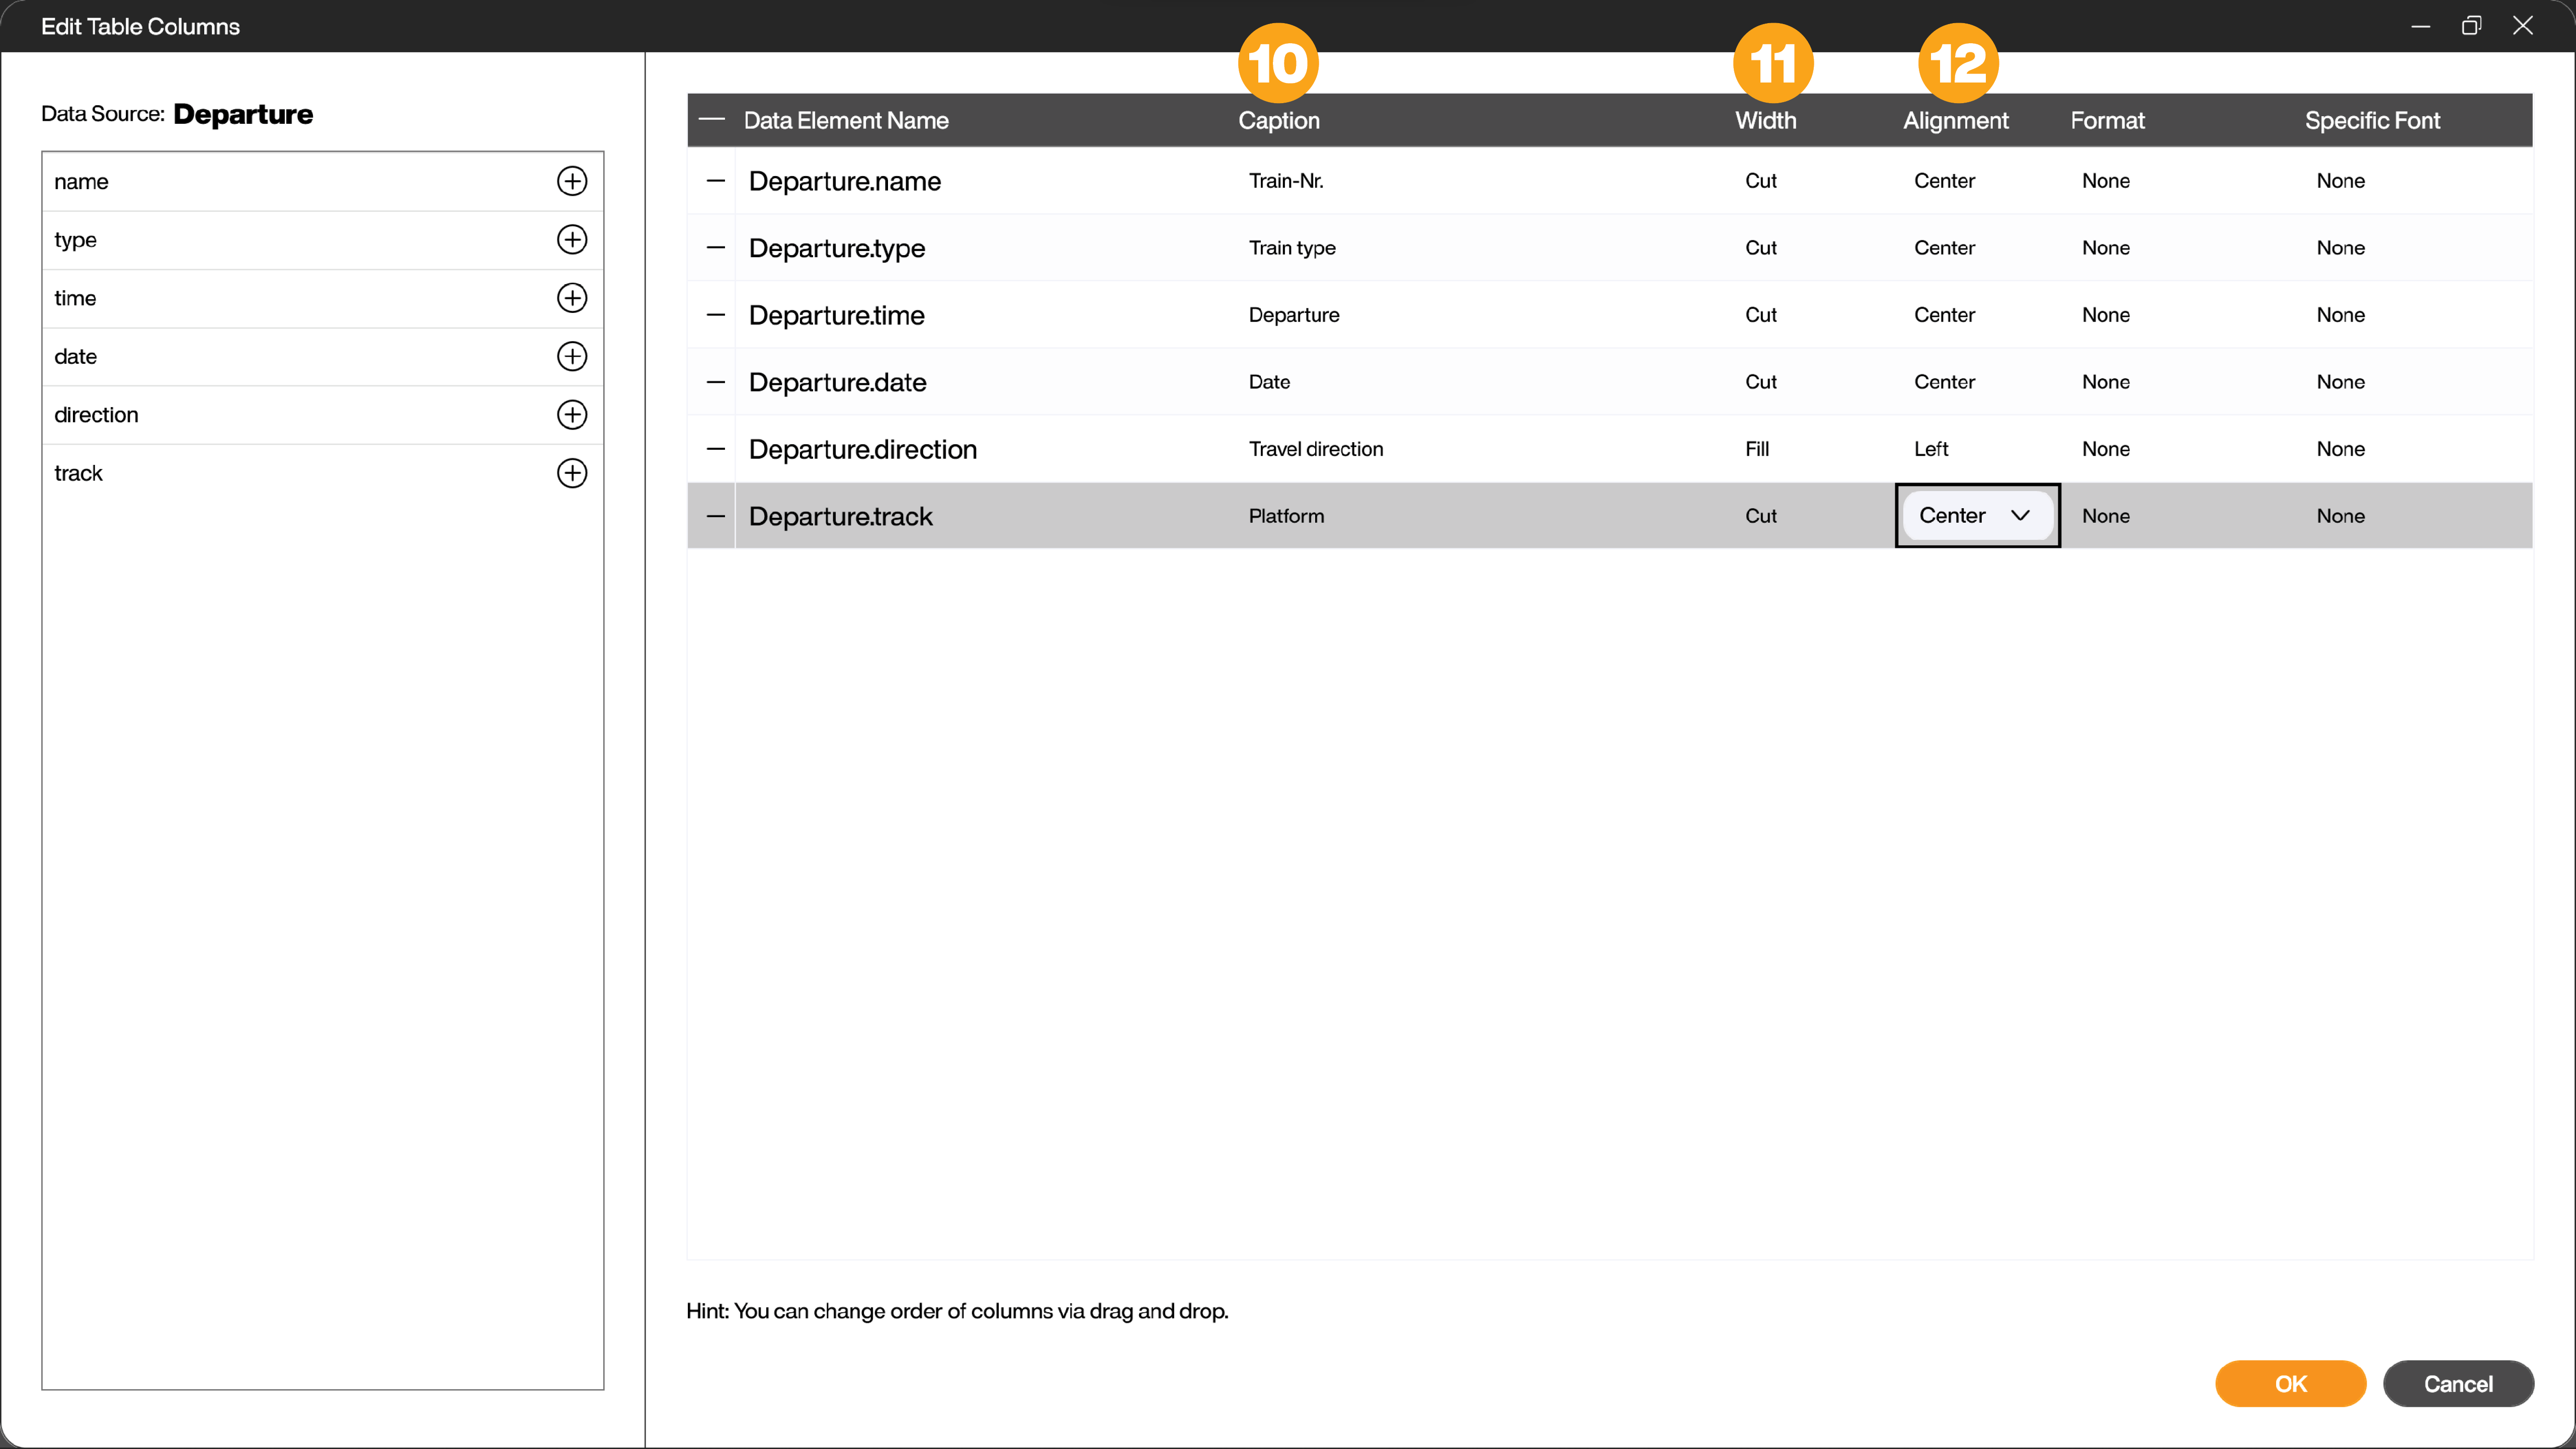 Edit Table Columns
10 11 12
Data Source: Departure
name
type
time
date
direction
track
Data Element Name Caption Width Alignment Format Specific Font
Departure.name Train-Nr. Cut Center None None
Departure.type Train type Cut Center None None
Departure.time Departure Cut Center None None
Departure.date Date Cut Center None None
Departure.direction Travel direction Fill Left None None
Departure.track Platform Cut Center None None
Hint: You can change order of columns via drag and drop.
OK Cancel